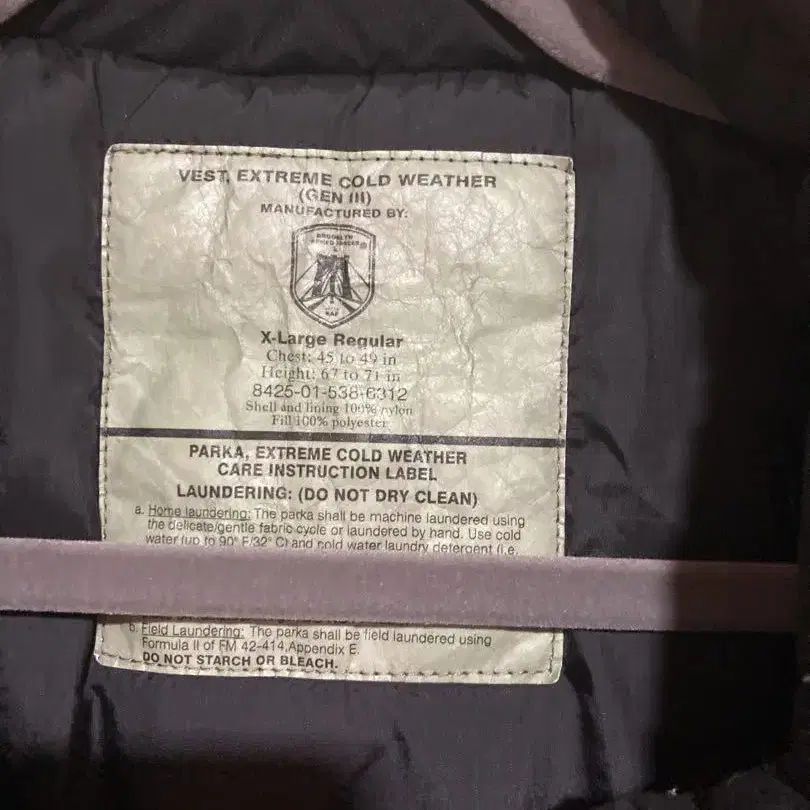 VEST, EXTREME COLD WEATHER
(GEN III)
MANUFACTURED BY:
BROOKLYN
X-Large Regular
Chest: 45 to 49 in
Height: 67 to 71 in
8425-01-538-6312
Shell and lining 100% nylon
Fill 100% polyester
PARKA, EXTREME COLD WEATHER
CARE INSTRUCTION LABEL
LAUNDERING: (DO NOT DRY CLEAN)
a. Home laundering: The parka shall be machine laundered using
the delicate/gentle fabric cycle or laundered by hand. Use cold
water (up to 90° F/32° C) and cold water laundry detergent (i.e.
b. Field Laundering: The parka shall be field laundered using
Formula II of FM 42-414,Appendix E.
DO NOT STARCH OR BLEACH.